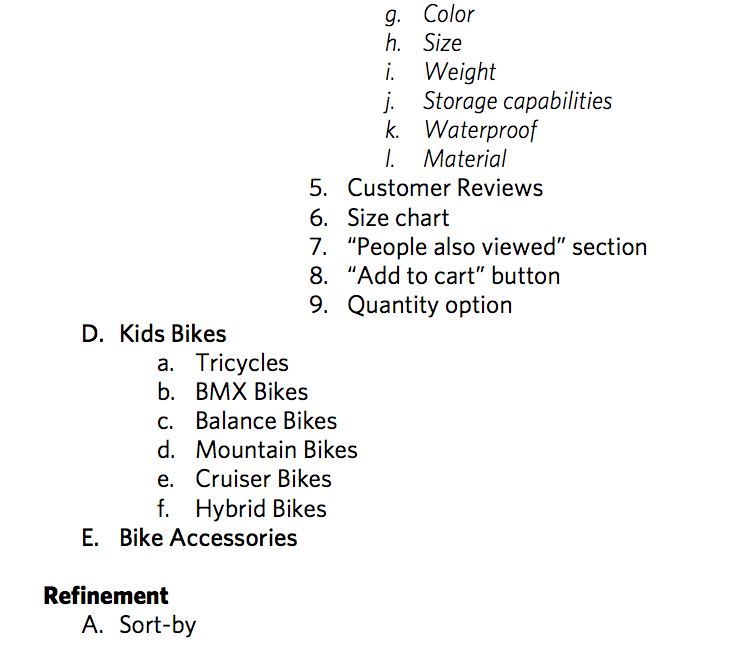 g. Color
h. Size
i. Weight
j. Storage capabilities
k. Waterproof
l. Material
5. Customer Reviews
6. Size chart
7. “People also viewed” section
8. “Add to cart” button
9. Quantity option
D. Kids Bikes
a. Tricycles
b. BMX Bikes
c. Balance Bikes
d. Mountain Bikes
e. Cruiser Bikes
f. Hybrid Bikes
E. Bike Accessories
Refinement
A. Sort-by